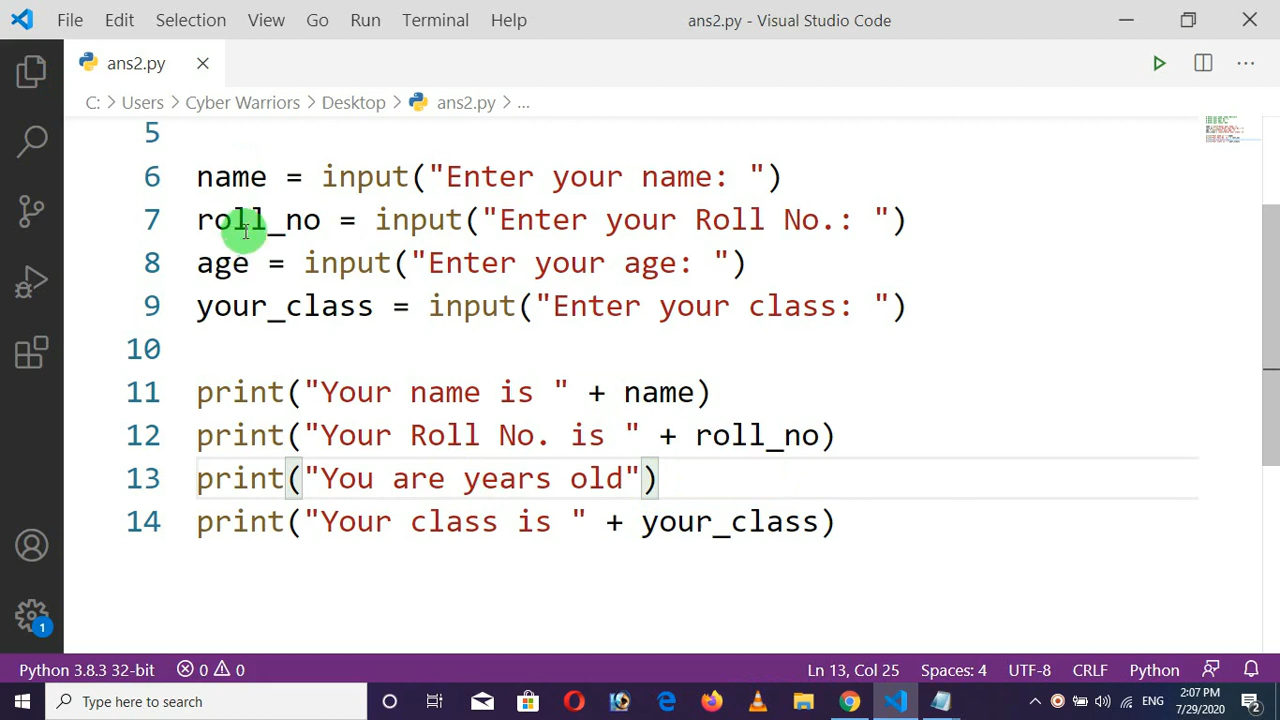 File Edit Selection View Go Run Terminal Help ans2.py - Visual Studio Code
ans2.py
C: > Users > Cyber Warriors > Desktop > ans2.py > ...
5
6 name = input("Enter your name: ")
7 roll_no = input("Enter your Roll No.: ")
8 age = input("Enter your age: ")
9 your_class = input("Enter your class: ")
10
11 print("Your name is " + name)
12 print("Your Roll No. is " + roll_no)
13 print("You are years old")
14 print("Your class is " + your_class)
1
Python 3.8.3 32-bit 0 0 Ln 13, Col 25 Spaces: 4 UTF-8 CRLF Python
Type here to search ENG 2:07 PM
7/29/2020 2